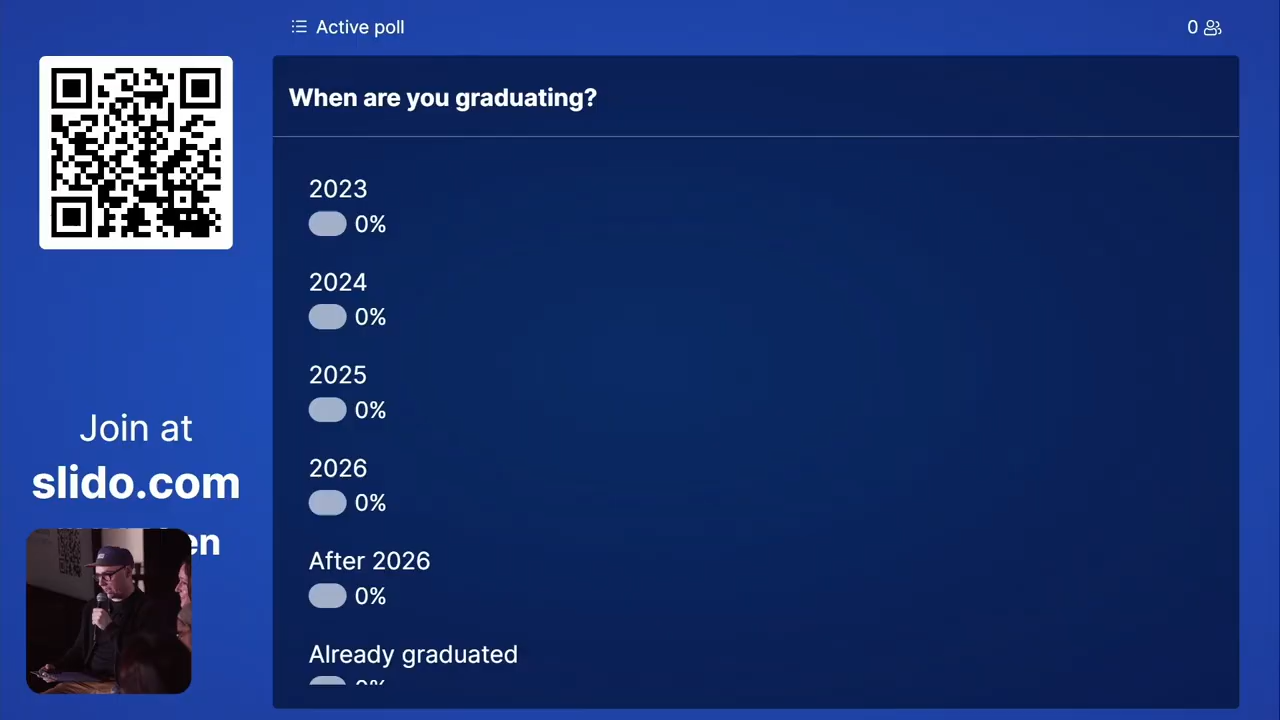 Active poll
0
When are you graduating?
2023
0%
2024
0%
2025
0%
2026
0%
After 2026
0%
Already graduated
0%
Join at
slido.com